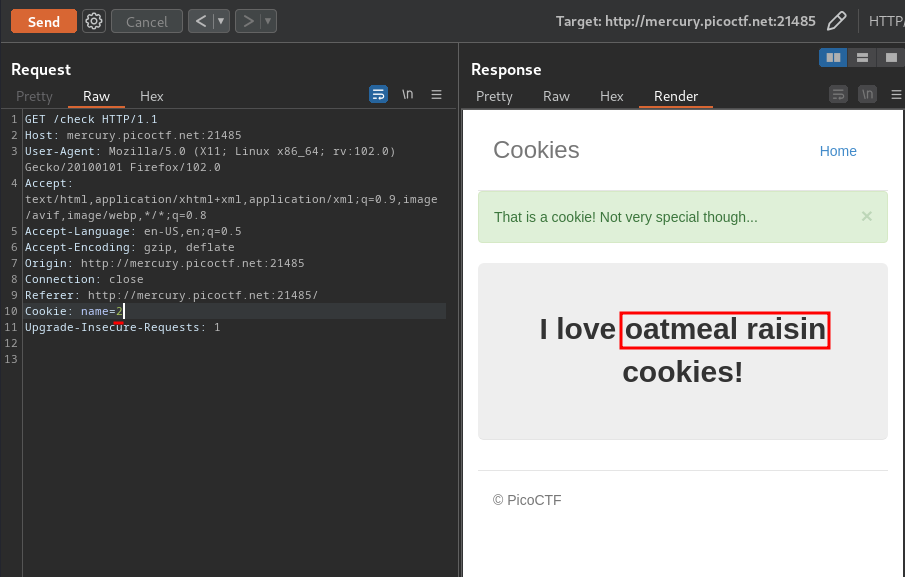 Send Cancel < ▼ > ▼ Target: http://mercury.picoctf.net:21485 HTTP/
Request
Pretty Raw Hex \n
1 GET /check HTTP/1.1
2 Host: mercury.picoctf.net:21485
3 User-Agent: Mozilla/5.0 (X11; Linux x86_64; rv:102.0)
Gecko/20100101 Firefox/102.0
4 Accept:
text/html,application/xhtml+xml,application/xml;q=0.9,image
/avif,image/webp,*/*;q=0.8
5 Accept-Language: en-US,en;q=0.5
6 Accept-Encoding: gzip, deflate
7 Origin: http://mercury.picoctf.net:21485
8 Connection: close
9 Referer: http://mercury.picoctf.net:21485/
10 Cookie: name=2
11 Upgrade-Insecure-Requests: 1
12
13
Response
Pretty Raw Hex Render \n
Cookies Home
That is a cookie! Not very special though... ×
I love oatmeal raisin
cookies!
© PicoCTF